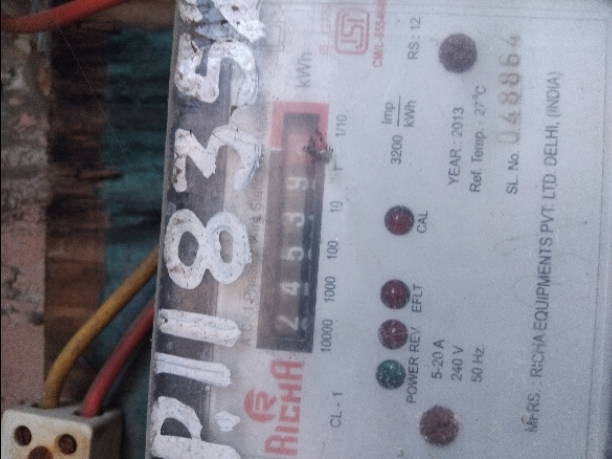 P.11835
RICHA
kWh
24539
10000 1000 100 10 1 1/10
CL-1
3200 Imp/kWh
RS: 12
CAL
EFLT
REV
POWER
5-20 A
240 V
50 Hz.
YEAR: 2013
Ref. Temp. 27°C
SL. No. 048864
MFRS.: RICHA EQUIPMENTS PVT. LTD. DELHI, (INDIA)